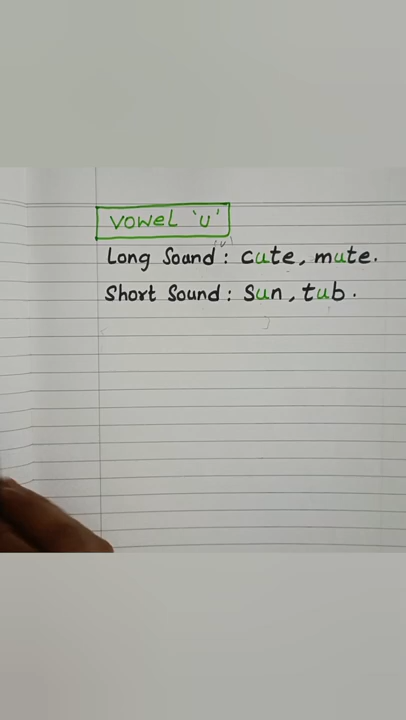 Vowel 'u'
Long Sound : cute, mute.
Short Sound : Sun, tub.